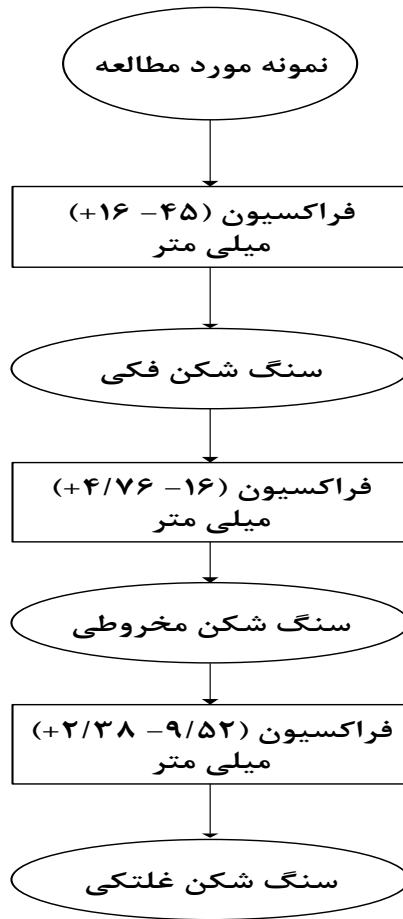 نمونه مورد مطالعه
فراکسیون (۴۵- ۱۶+)
میلی متر
سنگ شکن فکی
فراکسیون (۱۶- ۴/۷۶+)
میلی متر
سنگ شکن مخروطی
فراکسیون (۹/۵۲- ۲/۳۸+)
میلی متر
سنگ شکن غلتکی